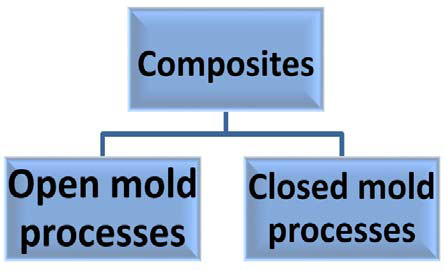 Composites
Open mold
processes
Closed mold
processes